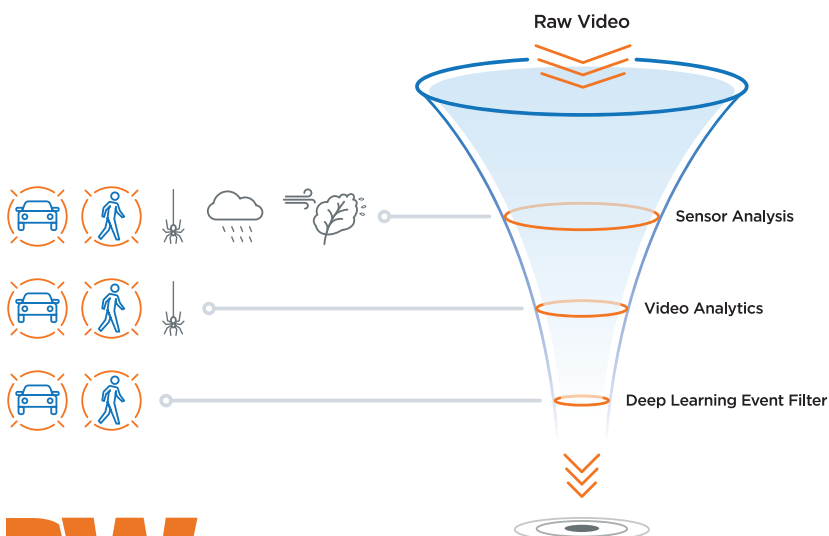 Raw Video
Sensor Analysis
Video Analytics
Deep Learning Event Filter